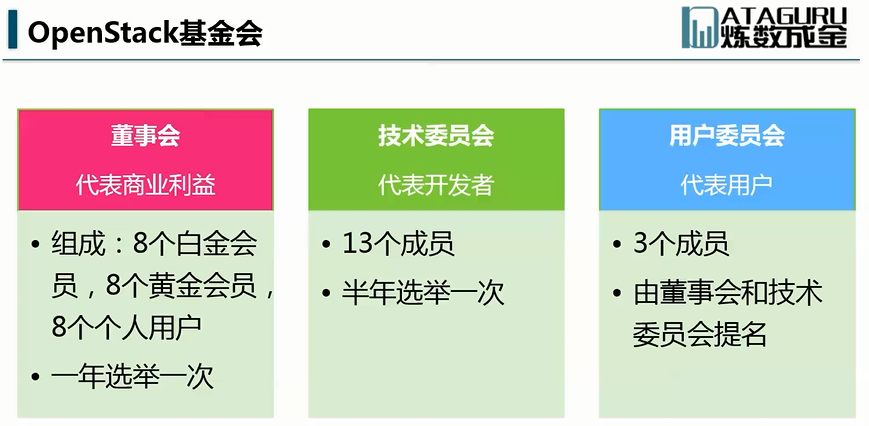 OpenStack基金会
DATAGURU
炼数成金
董事会
代表商业利益
• 组成：8个白金会
员，8个黄金会员，
8个个人用户
• 一年选举一次
技术委员会
代表开发者
• 13个成员
• 半年选举一次
用户委员会
代表用户
• 3个成员
• 由董事会和技术
委员会提名